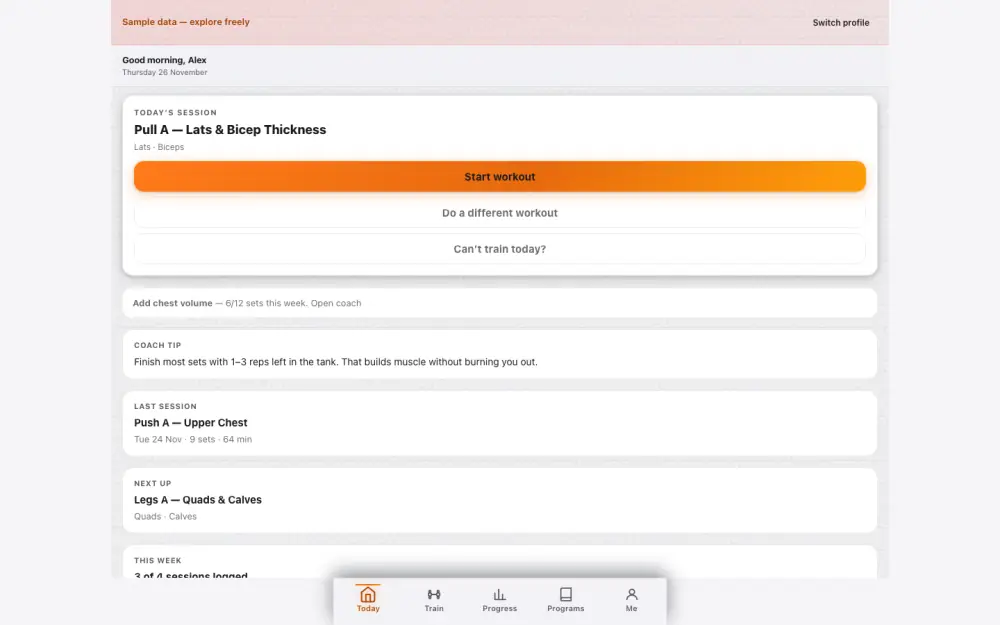 Sample data — explore freely
Switch profile
Good morning, Alex
Thursday 26 November
TODAY'S SESSION
Pull A — Lats & Bicep Thickness
Lats · Biceps
Start workout
Do a different workout
Can't train today?
Add chest volume — 6/12 sets this week. Open coach
COACH TIP
Finish most sets with 1–3 reps left in the tank. That builds muscle without burning you out.
LAST SESSION
Push A — Upper Chest
Tue 24 Nov · 9 sets · 64 min
NEXT UP
Legs A — Quads & Calves
Quads · Calves
THIS WEEK
3 of 4 sessions logged
Today
Train
Progress
Programs
Me